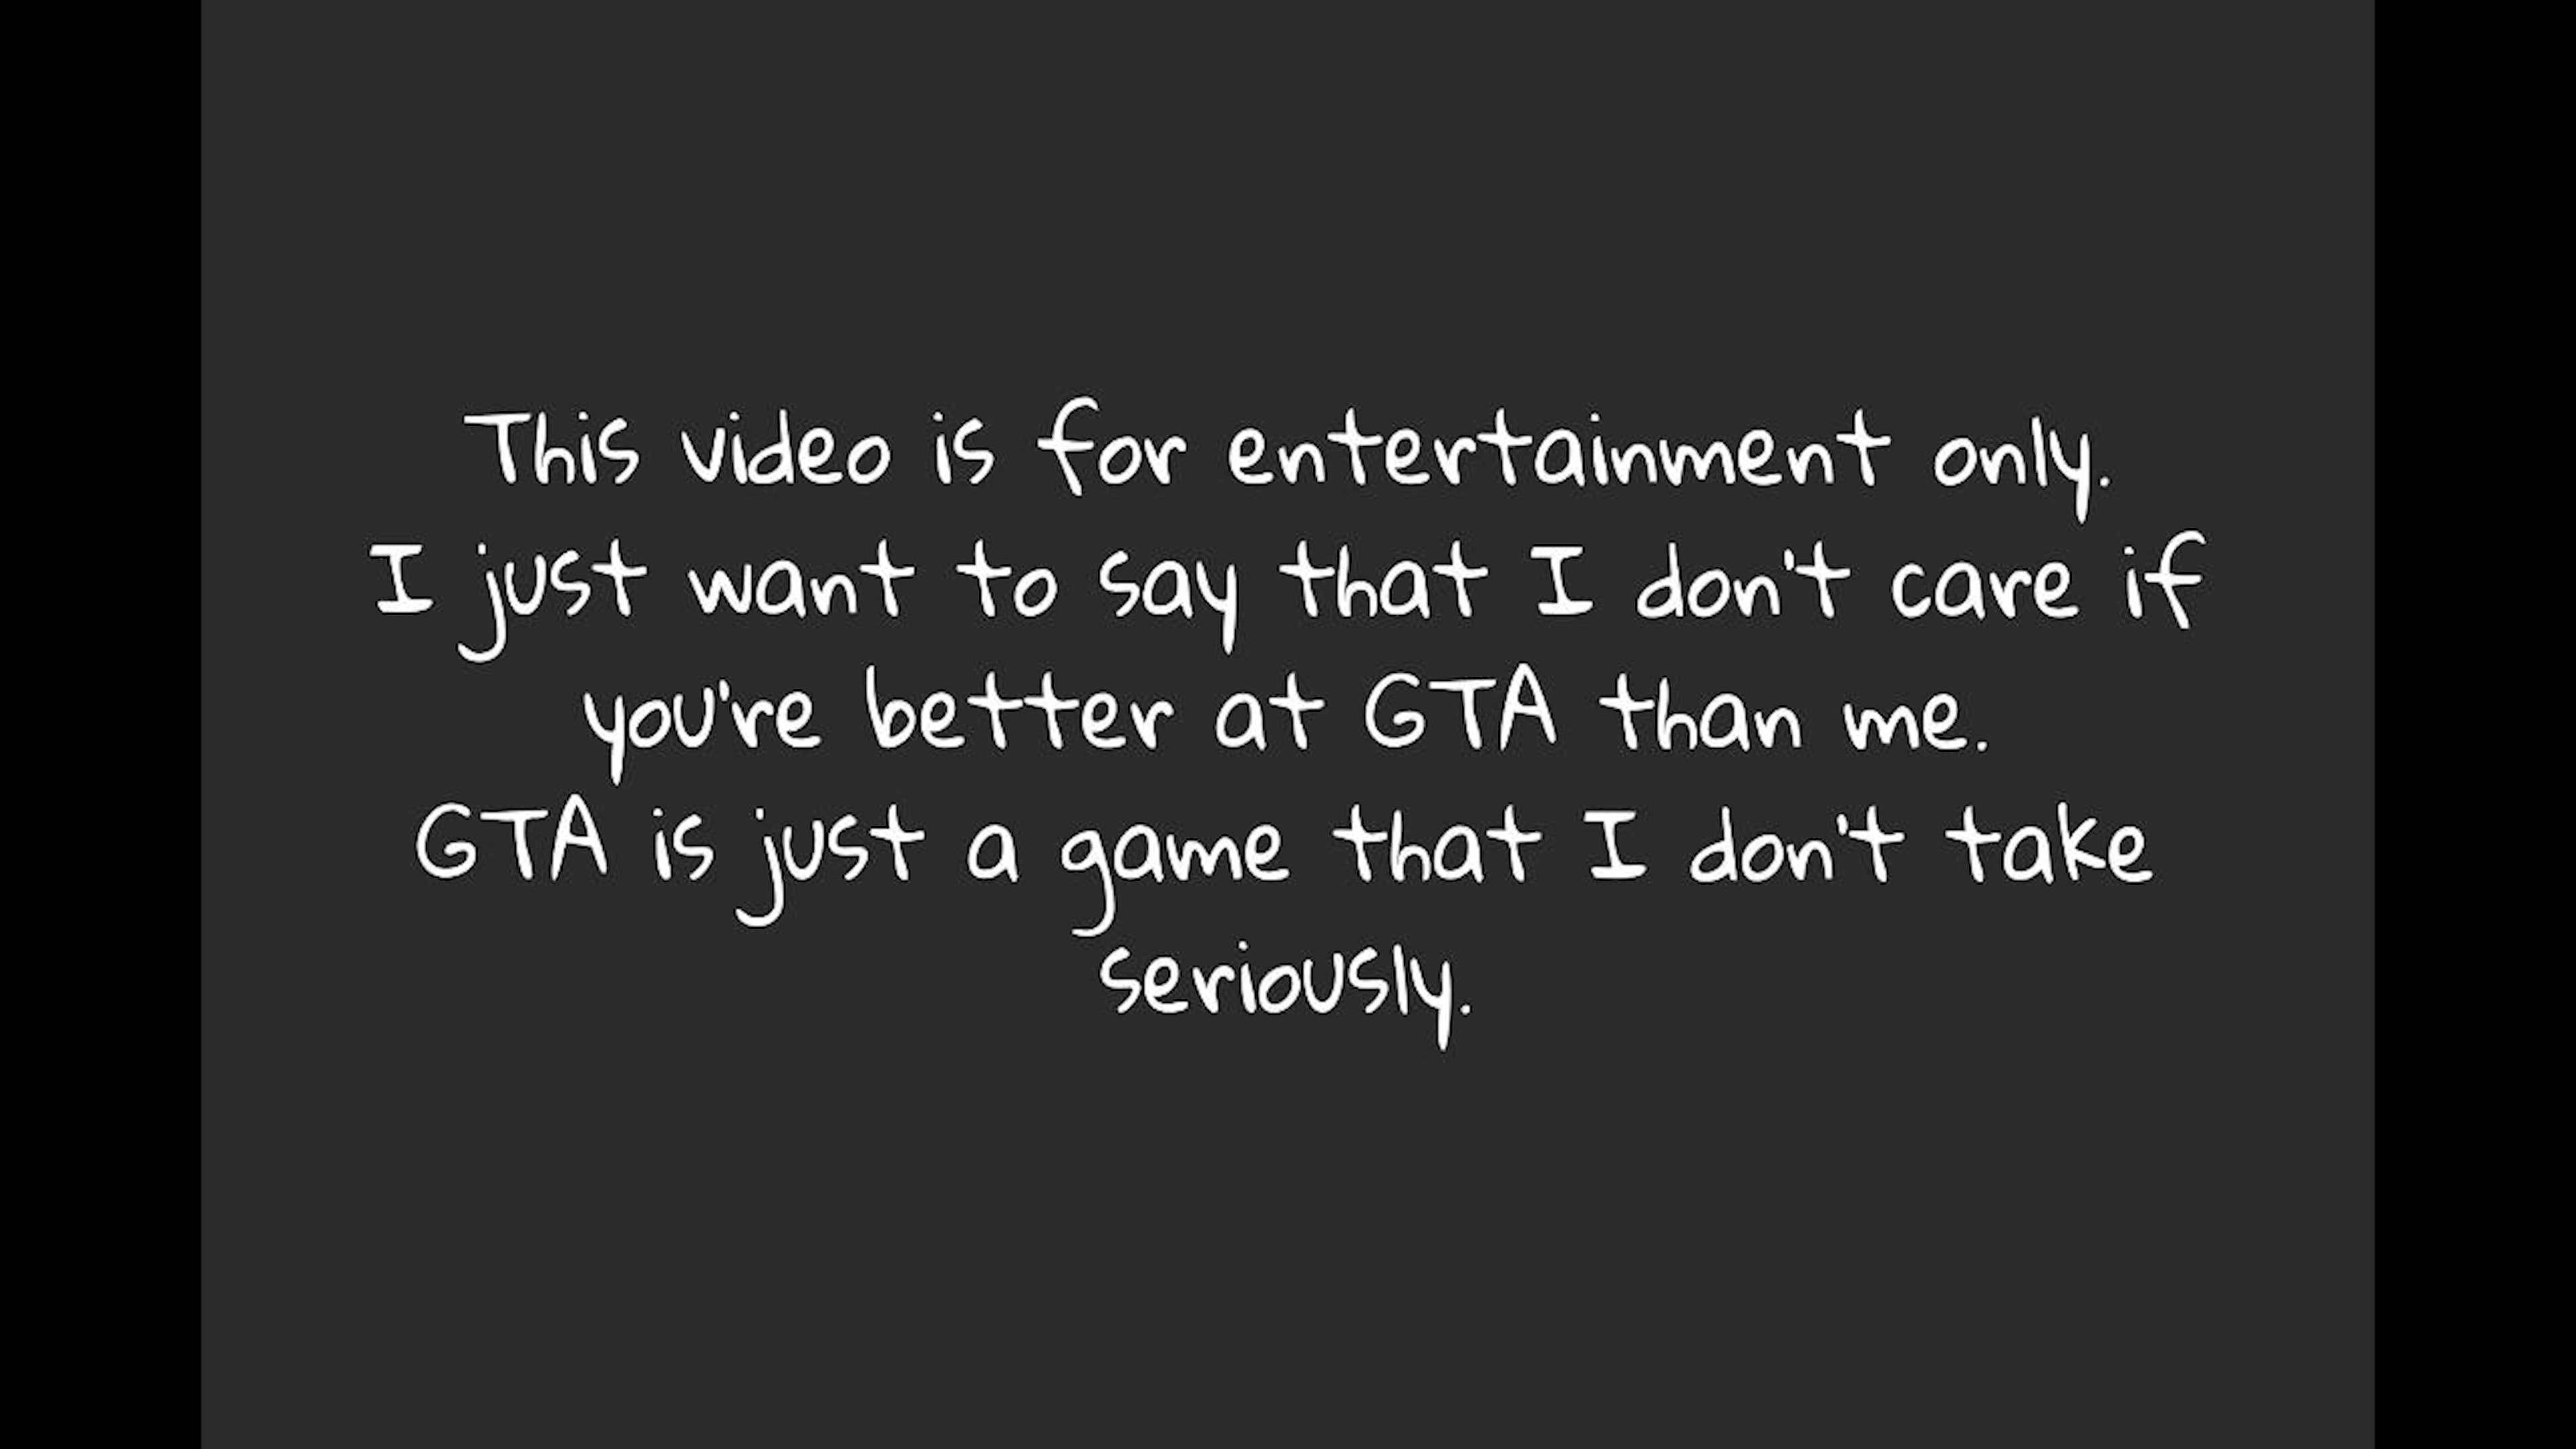 This video is for entertainment only.
I just want to say that I don't care if
you're better at GTA than me.
GTA is just a game that I don't take
seriously.